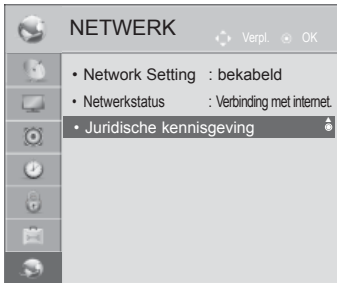 NETWERK
Verpl. OK
• Network Setting : bekabeld
• Netwerkstatus : Verbinding met internet.
• Juridische kennisgeving